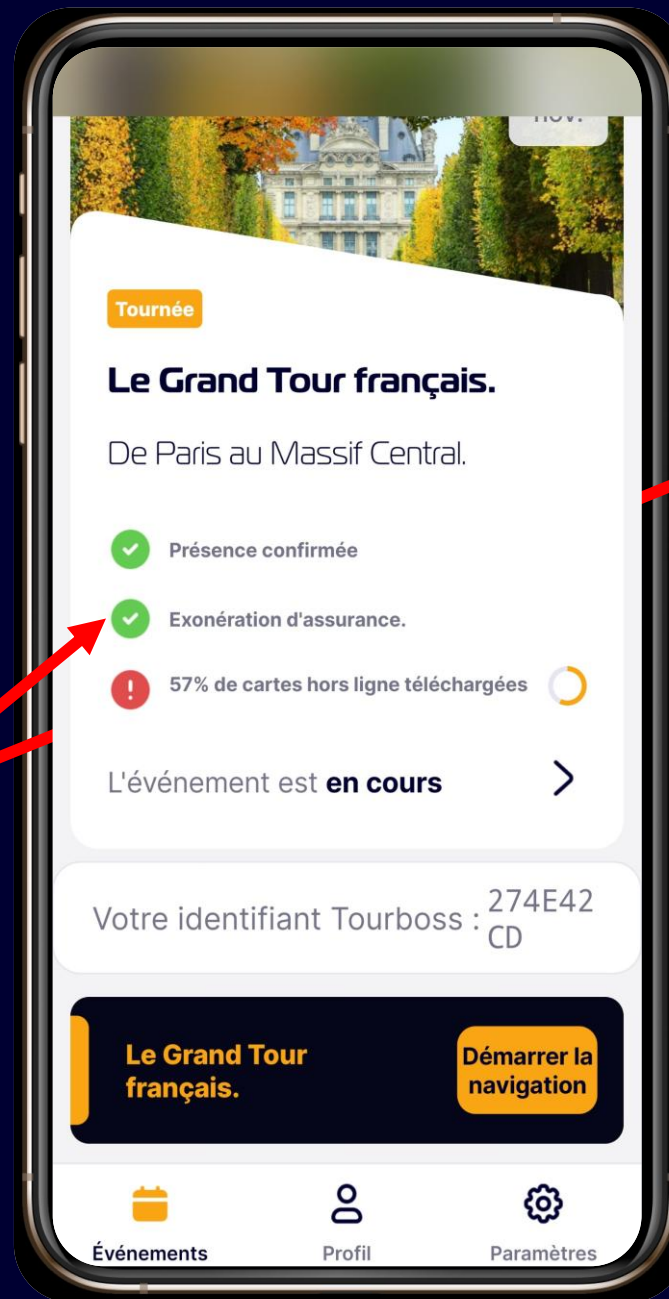 nov.
Tournée
Le Grand Tour français.
De Paris au Massif Central.
Présence confirmée
Exonération d'assurance.
57% de cartes hors ligne téléchargées
L'événement est en cours
Votre identifiant Tourboss : 274E42
CD
Le Grand Tour
français.
Démarrer la
navigation
Événements
Profil
Paramètres